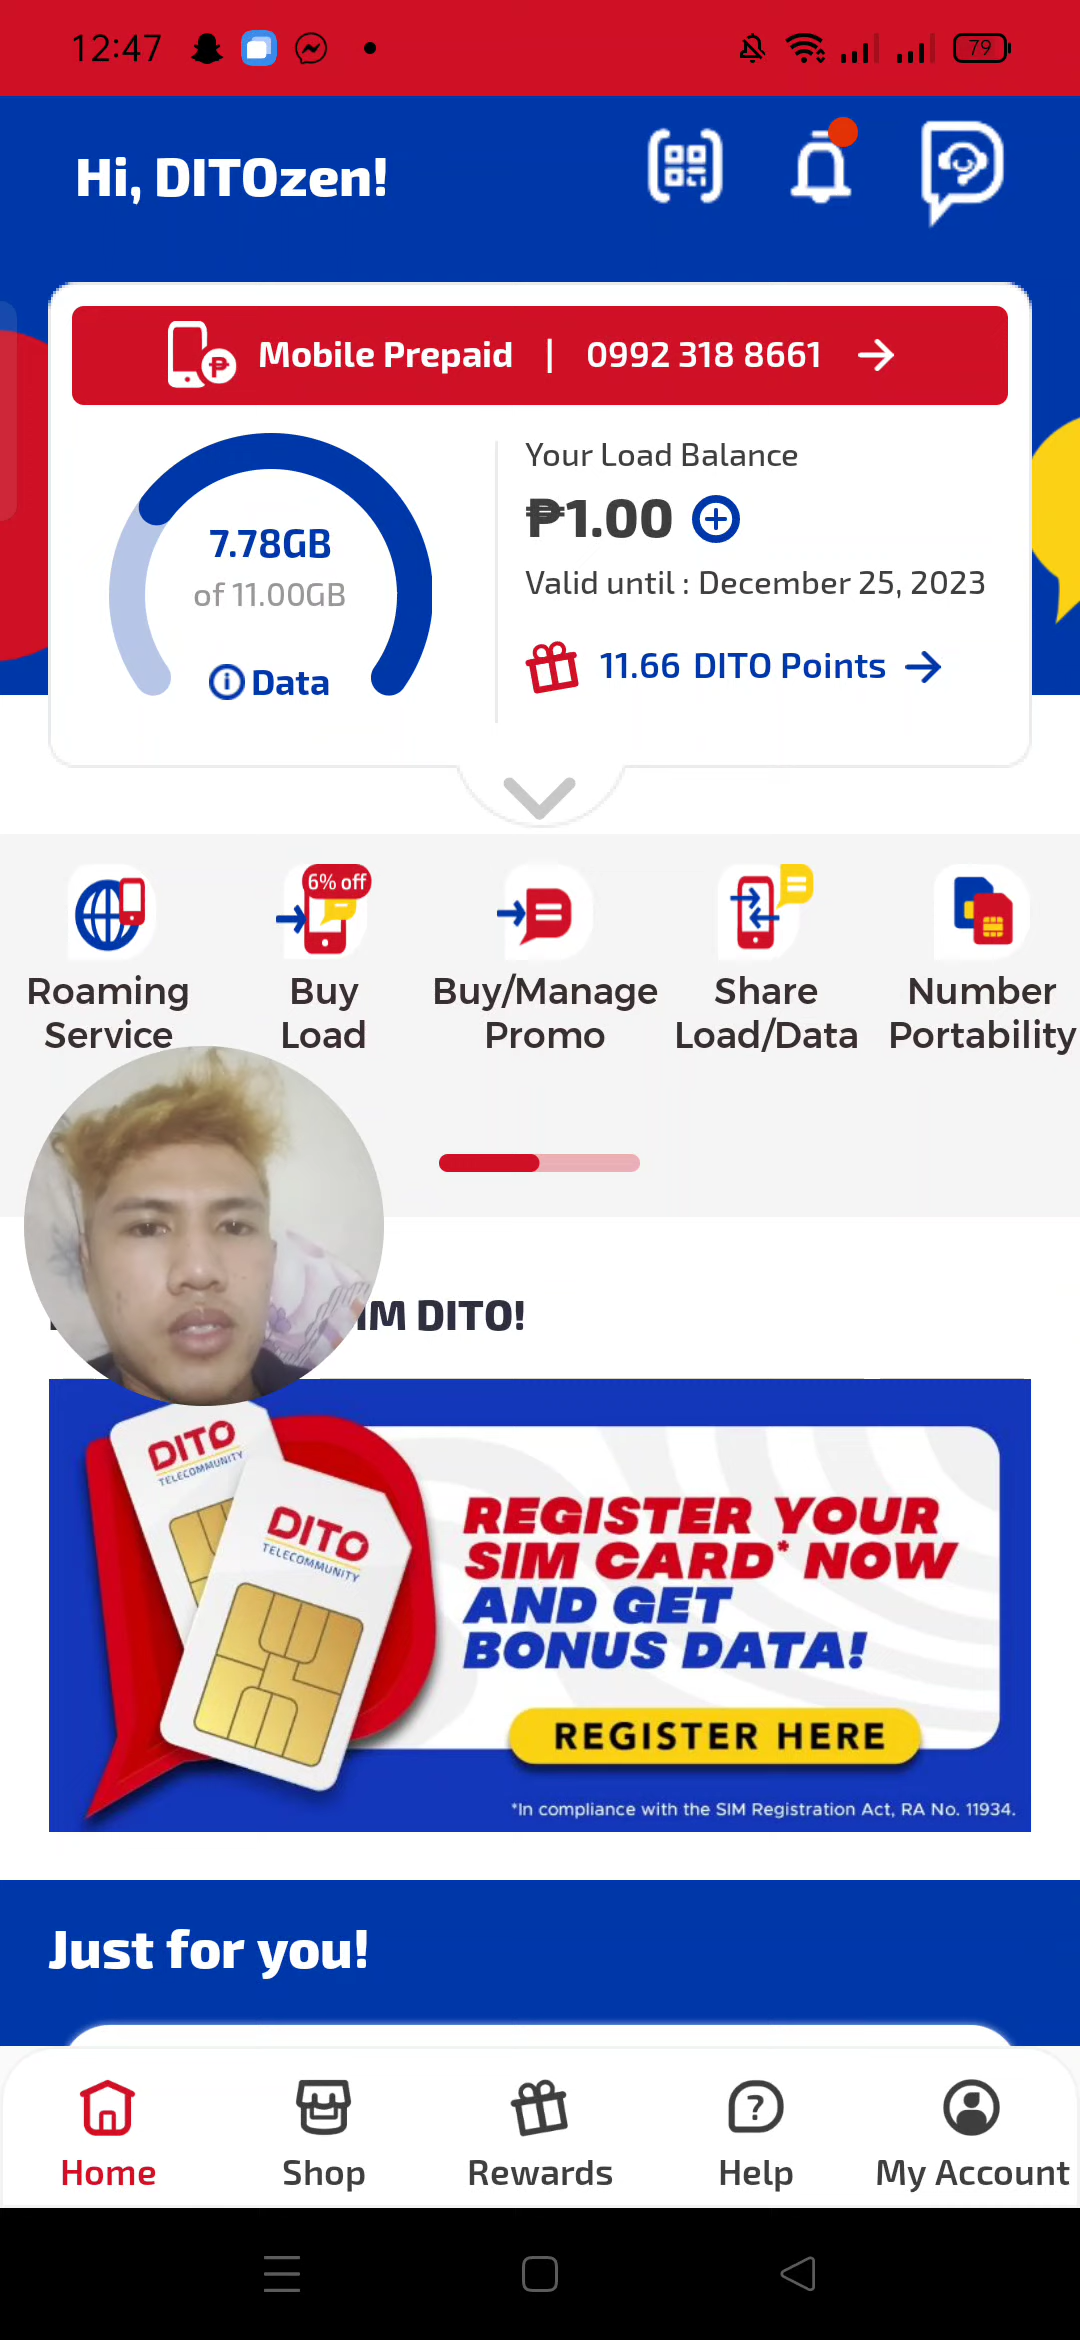 12:47
79
Hi, DITOzen!
Mobile Prepaid | 0992 318 8661
7.78GB
of 11.00GB
Data
Your Load Balance
₱1.00
Valid until : December 25, 2023
11.66 DITO Points
Roaming
Service
6% off
Buy
Load
Buy/Manage
Promo
Share
Load/Data
Number
Portability
DITO!
DITO
TELECOMMUNITY
DITO
TELECOMMUNITY
REGISTER YOUR
SIM CARD* NOW
AND GET
BONUS DATA!
REGISTER HERE
*In compliance with the SIM Registration Act, RA No. 11934.
Just for you!
Home
Shop
Rewards
Help
My Account